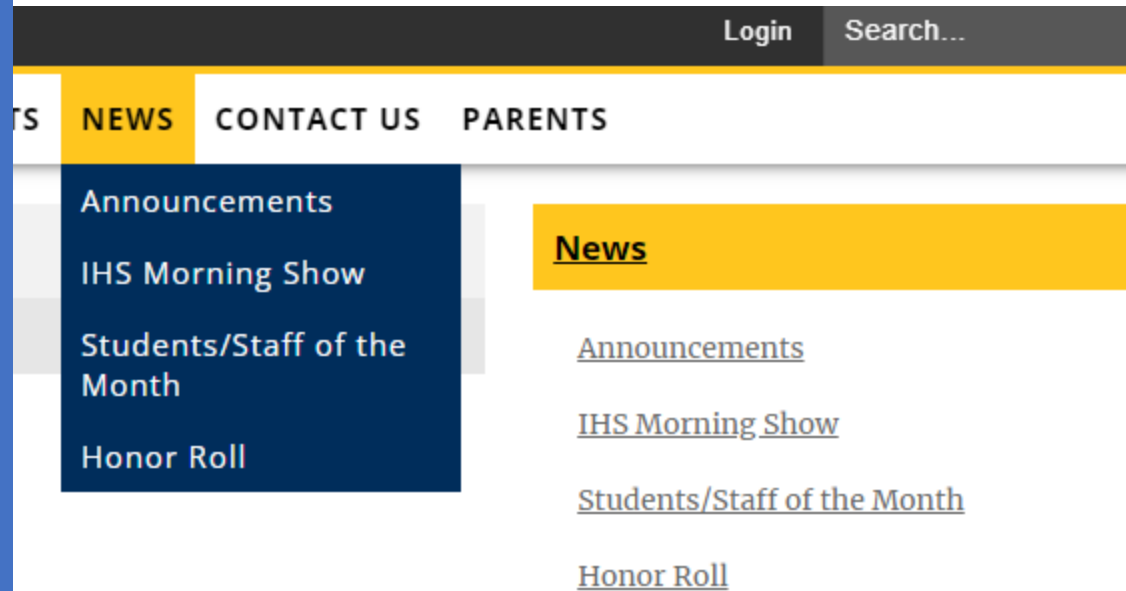 Login Search...
TS NEWS CONTACT US PARENTS
Announcements
IHS Morning Show
Students/Staff of the
Month
Honor Roll
News
Announcements
IHS Morning Show
Students/Staff of the Month
Honor Roll